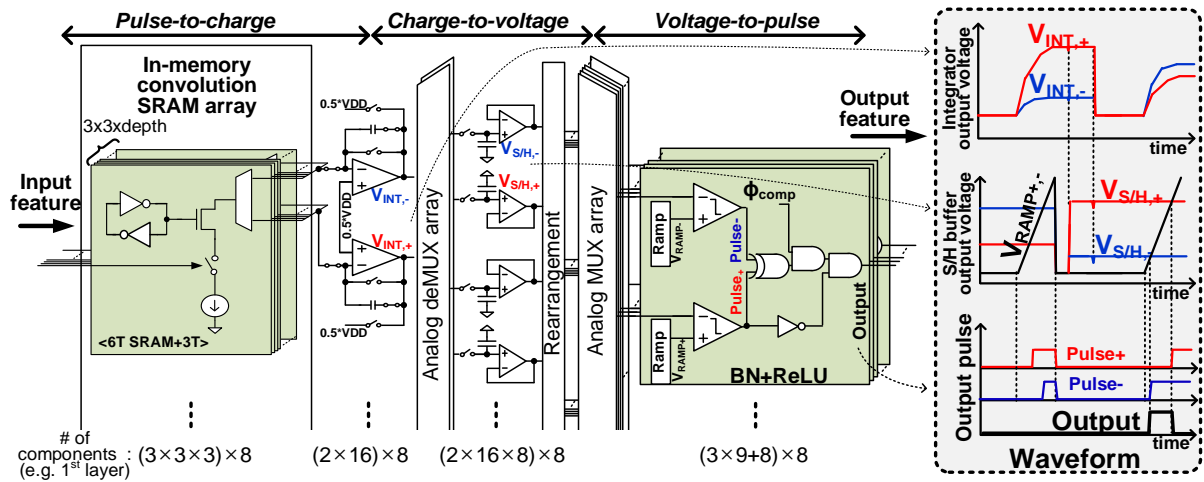 Pulse-to-charge
Charge-to-voltage
Voltage-to-pulse
In-memory
convolution
SRAM array
3x3xdepth
Input
feature
<6T SRAM+3T>
0.5*VDD
VINT,-
0.5*VDD
VINT,+
0.5*VDD
Analog deMUX array
VS/H,-
VS/H,+
Rearrangement
Analog MUX array
Output
feature
Ramp
VRAMP-
Pulse-
Φcomp
Pulse+
Ramp
VRAMP+
Output
BN+ReLU
# of
components :
(e.g. 1st layer)
(3×3×3)×8
(2×16)×8
(2×16×8)×8
(3×9+8)×8
Integrator
output voltage
VINT,+
VINT,-
time
S/H buffer
output voltage
VRAMP+,-
VS/H,+
VS/H,-
time
Output pulse
Pulse+
Pulse-
Output
time
Waveform